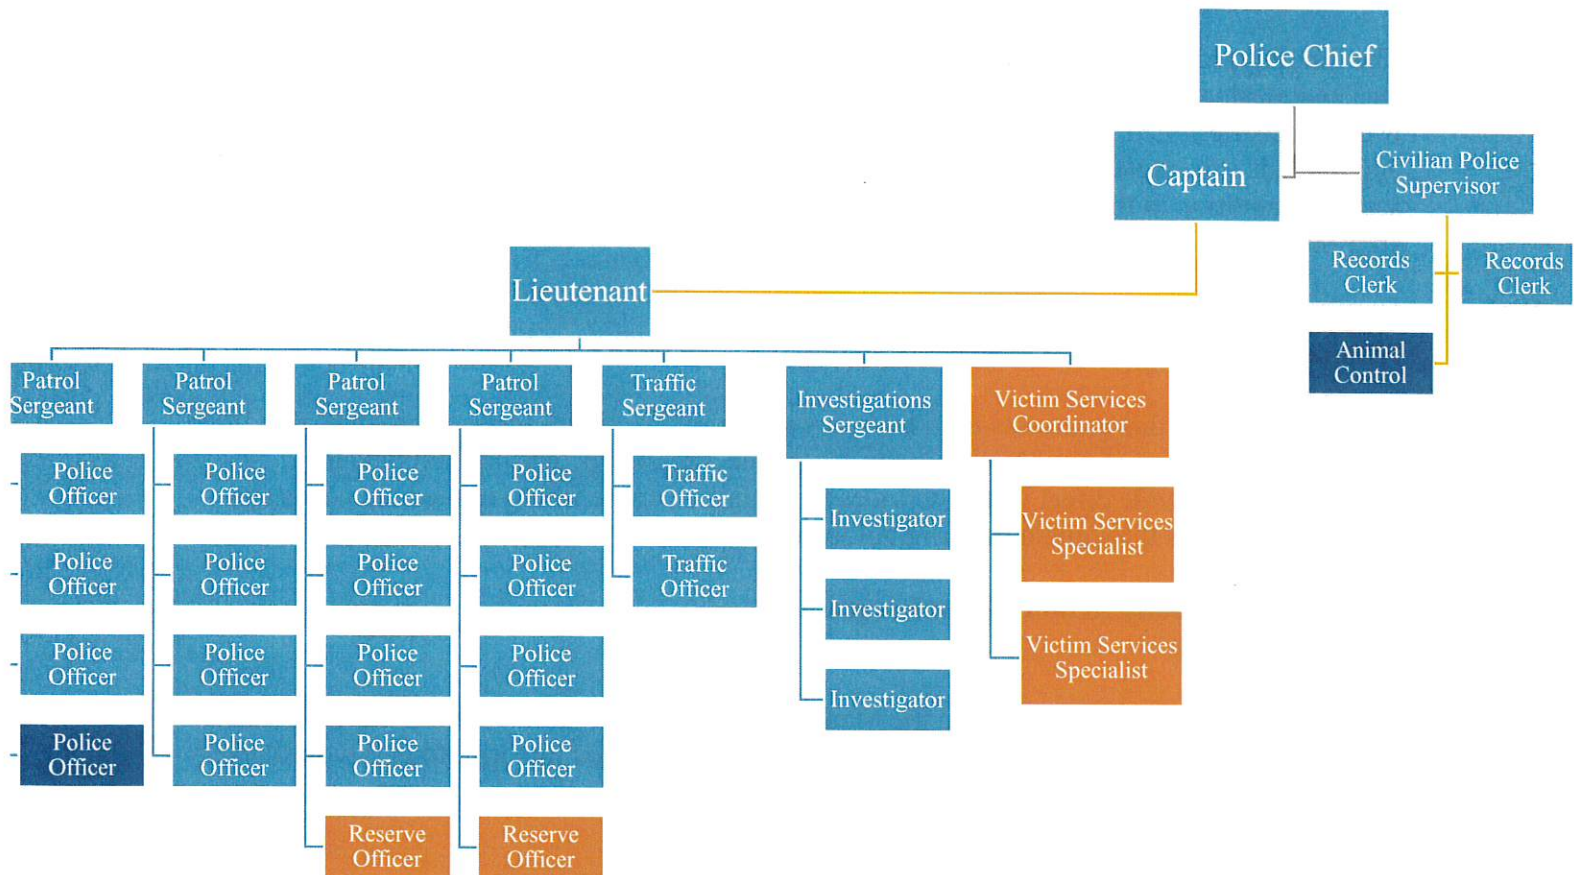 Police Chief
Captain
Civilian Police
Supervisor
Records
Clerk
Records
Clerk
Animal
Control
Lieutenant
Patrol
Sergeant
Patrol
Sergeant
Patrol
Sergeant
Patrol
Sergeant
Traffic
Sergeant
Investigations
Sergeant
Victim Services
Coordinator
Police
Officer
Police
Officer
Police
Officer
Police
Officer
Traffic
Officer
Investigator
Victim Services
Specialist
Police
Officer
Police
Officer
Police
Officer
Police
Officer
Traffic
Officer
Investigator
Victim Services
Specialist
Police
Officer
Police
Officer
Police
Officer
Police
Officer
Investigator
Police
Officer
Police
Officer
Police
Officer
Police
Officer
Reserve
Officer
Reserve
Officer